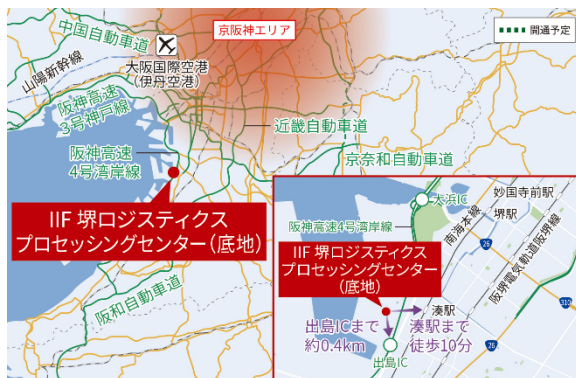 中国自動車道
京阪神エリア
開通予定
山陽新幹線
大阪国際空港
（伊丹空港）
阪神高速
3号神戸線
近畿自動車道
阪神高速
4号湾岸線
京奈和自動車道
IIF 堺ロジスティクス
プロセッシングセンター（底地）
阪和自動車道
大浜IC
妙国寺前駅
堺駅
阪神高速4号湾岸線
南海本線
26
阪堺電気軌道阪堺線
IIF 堺ロジスティクス
プロセッシングセンター
（底地）
310
出島ICまで
約0.4km
湊駅まで
徒歩10分
湊駅
出島IC
26